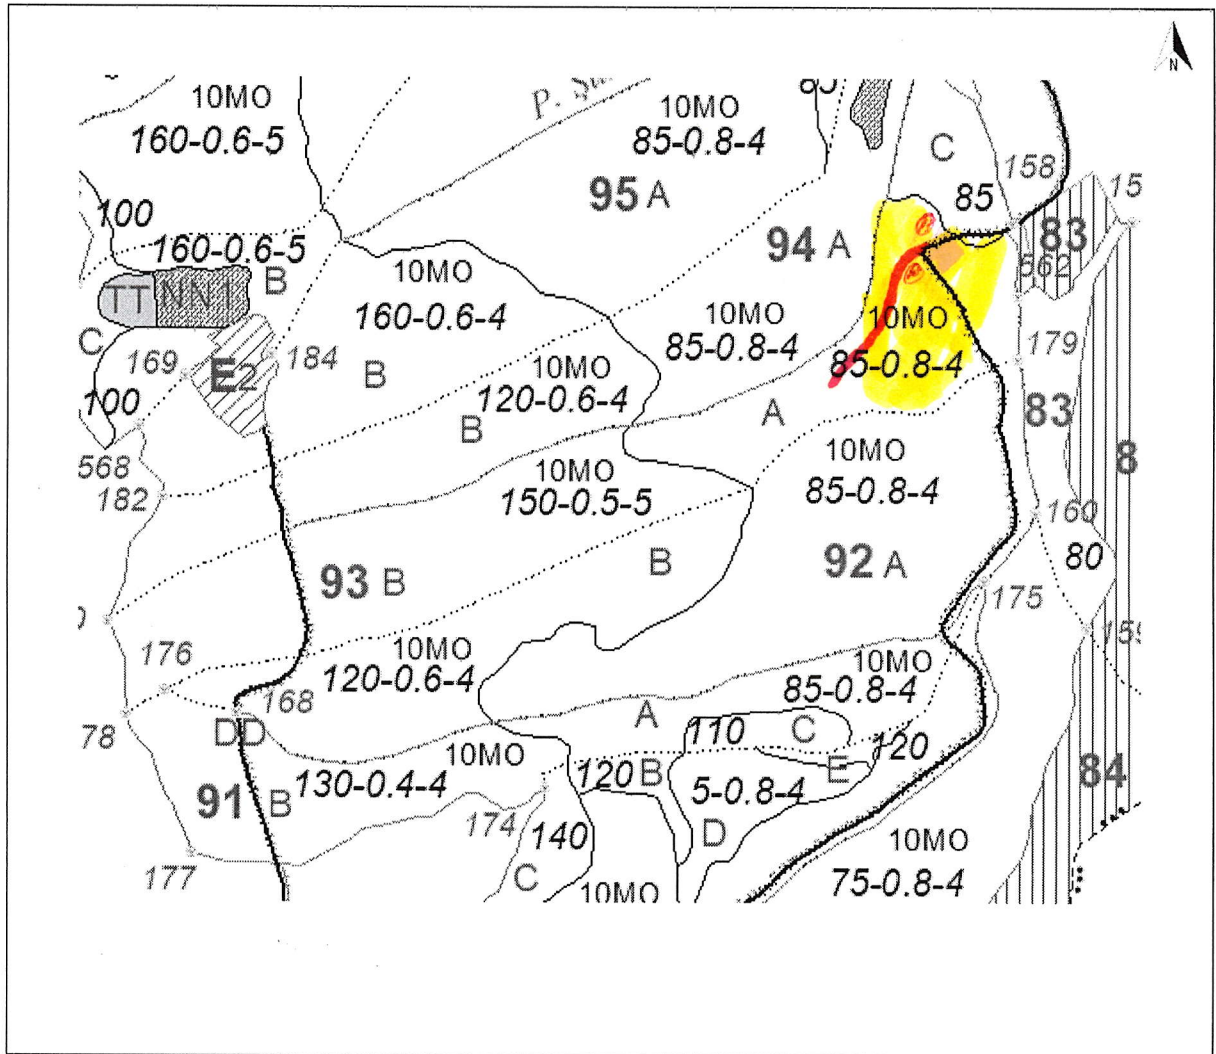 N
10MO
160-0.6-5
P.
10MO
85-0.8-4
C
158
15
95 A
85
100
160-0.6-5
B
94 A
83
562
TT NN1
10MO
160-0.6-4
10MO
85-0.8-4
10MO
85-0.8-4
C
169
E2
184
B
10MO
120-0.6-4
179
100
B
A
83
8
568
182
10MO
150-0.5-5
10MO
85-0.8-4
160
80
93 B
B
92 A
175
159
176
10MO
120-0.6-4
10MO
85-0.8-4
168
78
DD
A
110
C
120
10MO
91 B
130-0.4-4
120
B
5-0.8-4
E
84
174
140
D
10MO
75-0.8-4
177
C
10MO